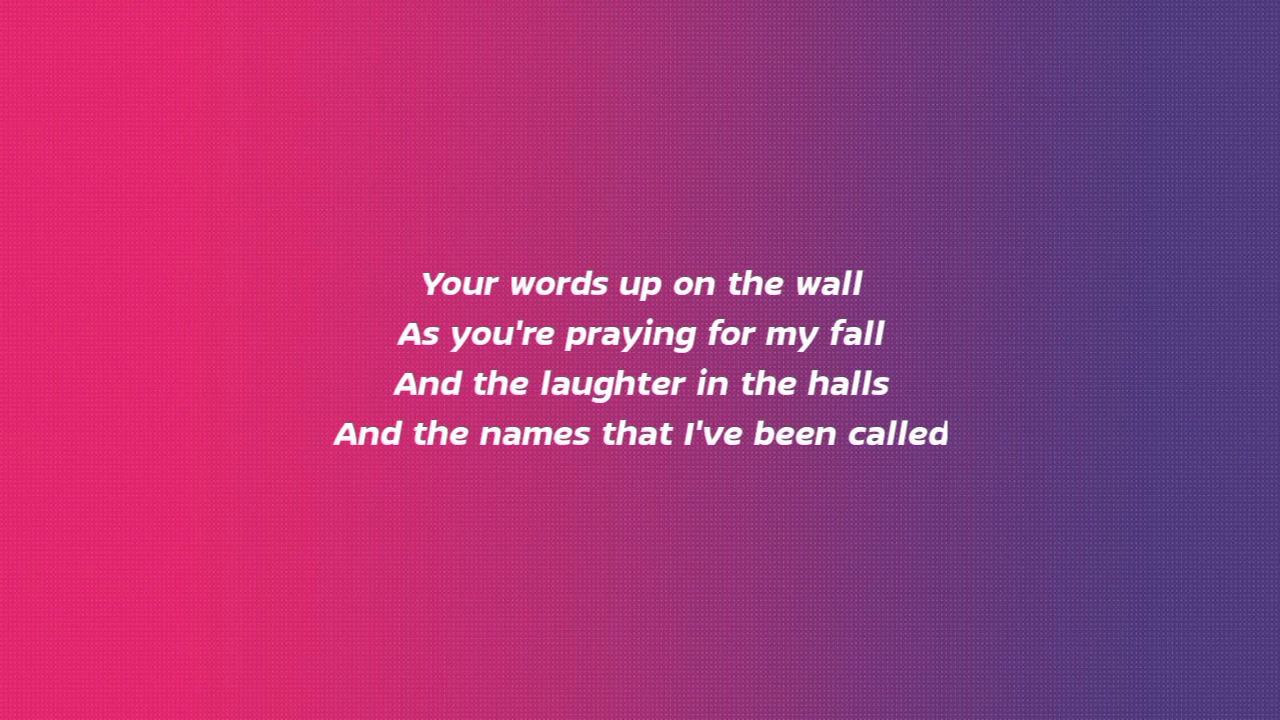 Your words up on the wall
As you're praying for my fall
And the laughter in the halls
And the names that I've been called